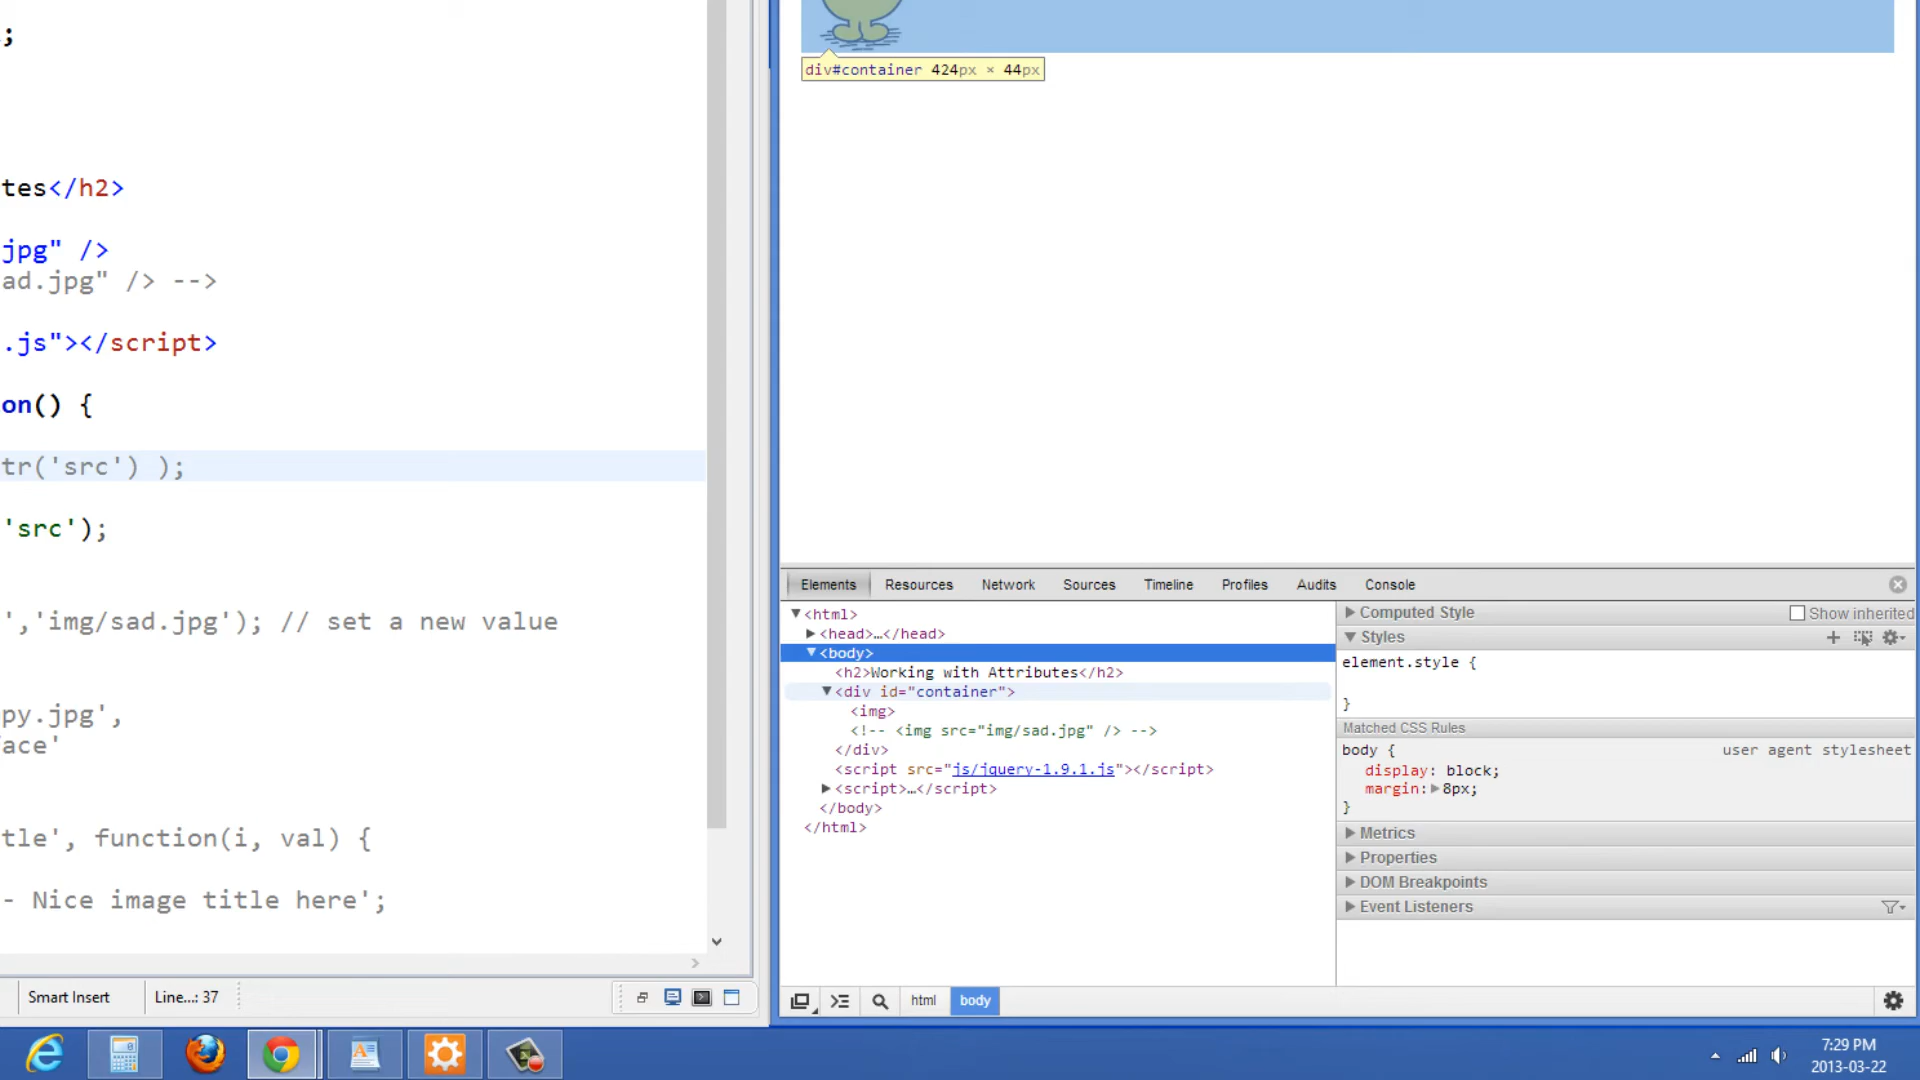 ;
tes</h2>
jpg" />
ad.jpg" /> -->
.js"></script>
on() {
tr('src') );
'src');
','img/sad.jpg'); // set a new value
py.jpg',
ace'
tle', function(i, val) {
- Nice image title here';
Smart Insert
Line...: 37
div#container 424px × 44px
Elements
Resources
Network
Sources
Timeline
Profiles
Audits
Console
<html>
<head>…</head>
<body>
<h2>Working with Attributes</h2>
<div id="container">
<img>
<!-- <img src="img/sad.jpg" /> -->
</div>
<script src="js/jquery-1.9.1.js"></script>
<script>…</script>
</body>
</html>
Computed Style
Show inherited
Styles
element.style {
}
Matched CSS Rules
body {
user agent stylesheet
display: block;
margin: 8px;
}
Metrics
Properties
DOM Breakpoints
Event Listeners
html
body
7:29 PM
2013-03-22